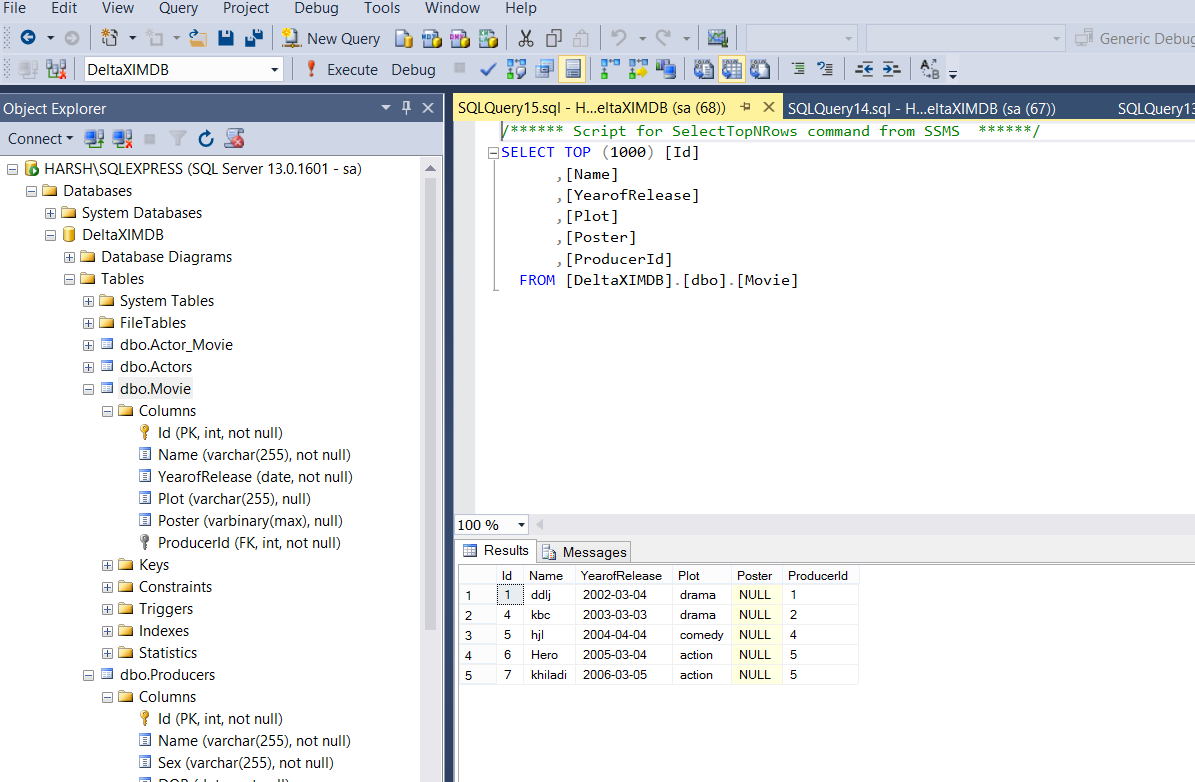 File Edit View Query Project Debug Tools Window Help
New Query Generic Debug
DeltaXIMDB Execute Debug
Object Explorer
Connect
HARSH\SQLEXPRESS (SQL Server 13.0.1601 - sa)
Databases
System Databases
DeltaXIMDB
Database Diagrams
Tables
System Tables
FileTables
dbo.Actor_Movie
dbo.Actors
dbo.Movie
Columns
Id (PK, int, not null)
Name (varchar(255), not null)
YearofRelease (date, not null)
Plot (varchar(255), null)
Poster (varbinary(max), null)
ProducerId (FK, int, not null)
Keys
Constraints
Triggers
Indexes
Statistics
dbo.Producers
Columns
Id (PK, int, not null)
Name (varchar(255), not null)
Sex (varchar(255), not null)
SQLQuery15.sql - H...eltaXIMDB (sa (68)) SQLQuery14.sql - H...eltaXIMDB (sa (67)) SQLQuery13
/****** Script for SelectTopNRows command from SSMS ******/
SELECT TOP (1000) [Id]
,[Name]
,[YearofRelease]
,[Plot]
,[Poster]
,[ProducerId]
FROM [DeltaXIMDB].[dbo].[Movie]
100 %
Results Messages
Id Name YearofRelease Plot Poster ProducerId
1 1 ddlj 2002-03-04 drama NULL 1
2 4 kbc 2003-03-03 drama NULL 2
3 5 hjl 2004-04-04 comedy NULL 4
4 6 Hero 2005-03-04 action NULL 5
5 7 khiladi 2006-03-05 action NULL 5